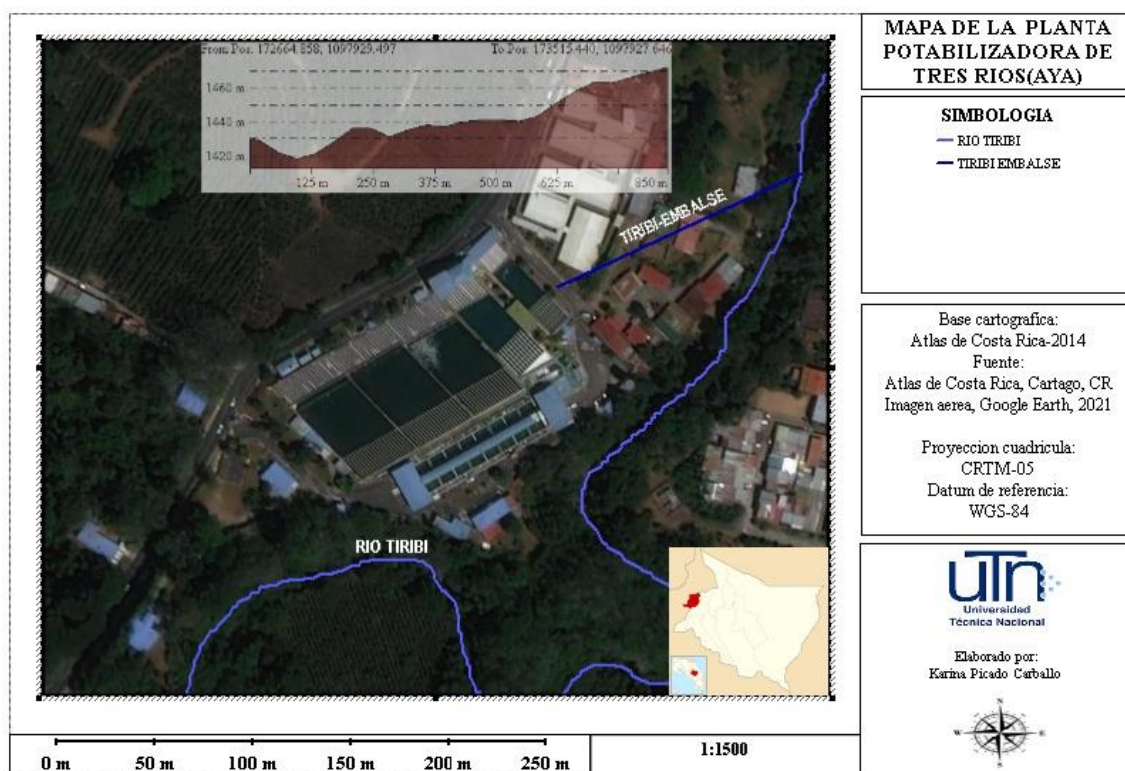 MAPA DE LA PLANTA
POTABILIZADORA DE
TRES RIOS(AYA)
SIMBOLOGIA
RIO TIRIBI
TIRIBI EMBALSE
From Pos: 172664.858, 1097929.497
To Pos: 173515.440, 1097927.646
1460 m
1440 m
1420 m
125 m
250 m
375 m
500 m
625 m
750 m
850 m
TIRIBI-EMBALSE
RIO TIRIBI
Base cartografica:
Atlas de Costa Rica-2014
Fuente:
Atlas de Costa Rica, Cartago, CR
Imagen aerea, Google Earth, 2021
Proyeccion cuadricula:
CRTM-05
Datum de referencia:
WGS-84
uTn
Universidad
Técnica Nacional
Elaborado por:
Karina Picado Carballo
N
W
E
S
0 m
50 m
100 m
150 m
200 m
250 m
1:1500